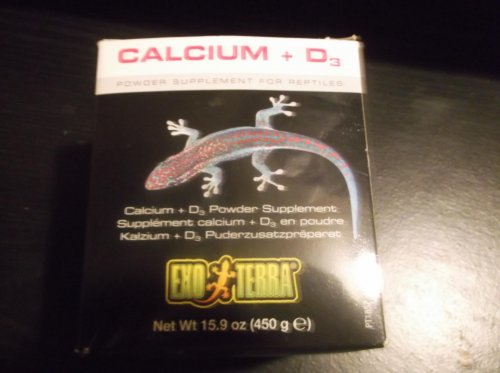 CALCIUM + D3
POWDER SUPPLEMENT FOR REPTILES
Calcium + D3 Powder Supplement
Supplément calcium + D3 en poudre
Kalzium + D3 Puderzusatzpräparat
EXO TERRA
Net Wt 15.9 oz (450 g ℮)